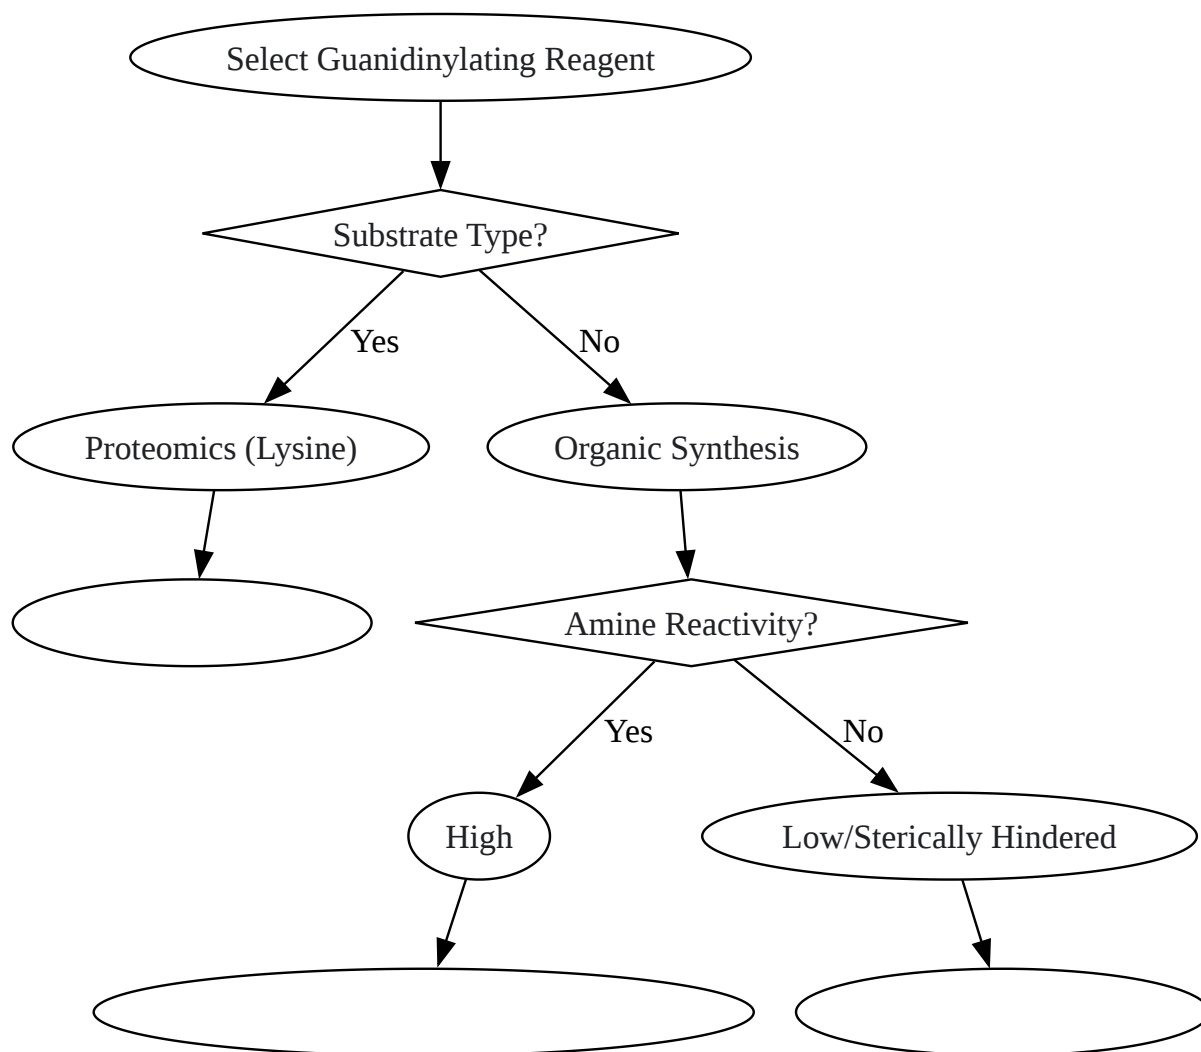 Select Guanidinylating Reagent
Substrate Type?
Yes
No
Proteomics (Lysine)
Organic Synthesis
Amine Reactivity?
Yes
No
High
Low/Sterically Hindered